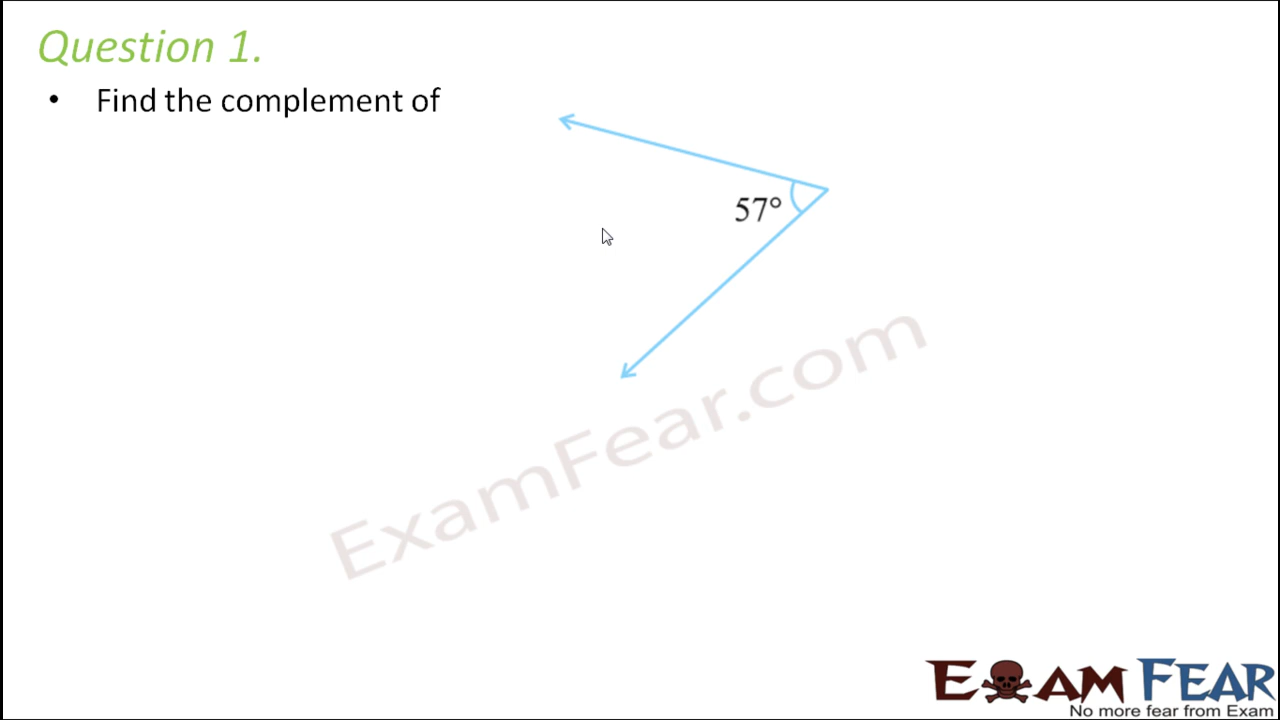 Question 1.
• Find the complement of
57°
ExamFear.com
EXAM FEAR
No more fear from Exam